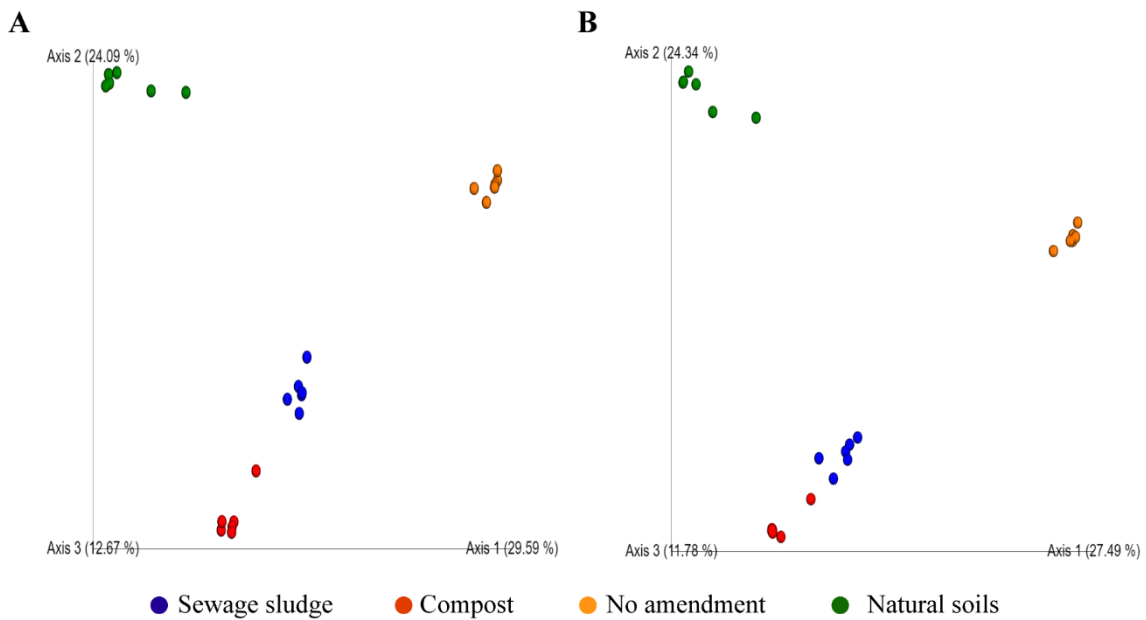 A
B
Axis 2 (24.09 %)
Axis 2 (24.34 %)
Axis 3 (12.67 %)
Axis 1 (29.59 %)
Axis 3 (11.78 %)
Axis 1 (27.49 %)
Sewage sludge
Compost
No amendment
Natural soils